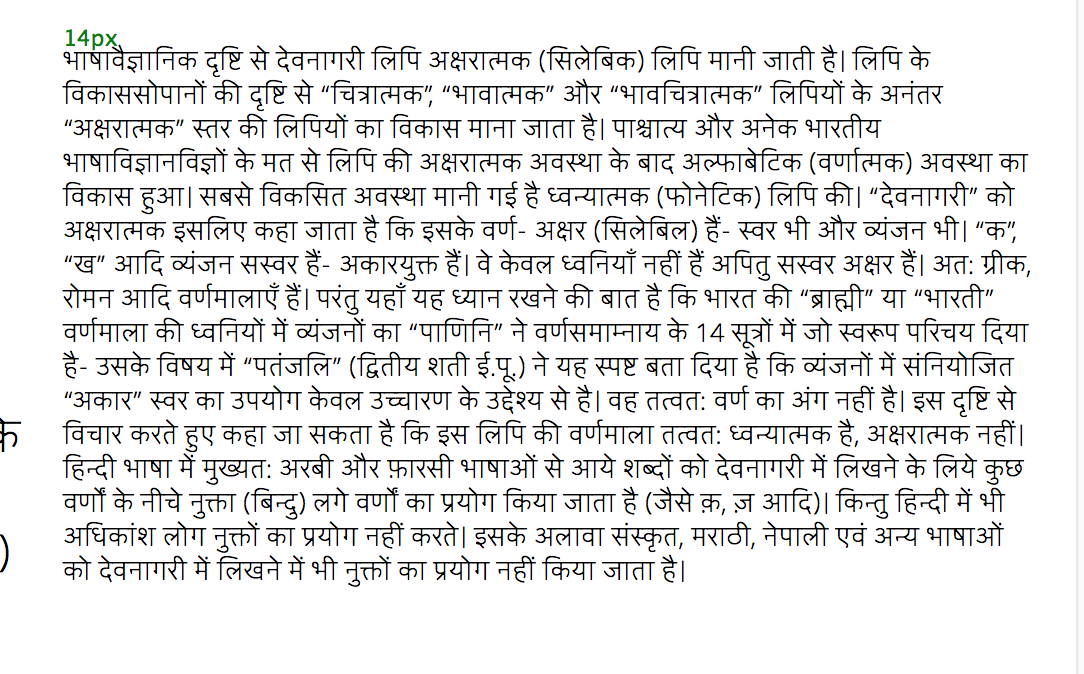 14px
भाषावैज्ञानिक दृष्टि से देवनागरी लिपि अक्षरात्मक (सिलेबिक) लिपि मानी जाती है| लिपि के
विकाससोपानों की दृष्टि से “चित्रात्मक”, “भावात्मक” और “भावचित्रात्मक” लिपियों के अनंतर
“अक्षरात्मक” स्तर की लिपियों का विकास माना जाता है| पाश्चात्य और अनेक भारतीय
भाषाविज्ञानविज्ञों के मत से लिपि की अक्षरात्मक अवस्था के बाद अल्फाबेटिक (वर्णात्मक) अवस्था का
विकास हुआ| सबसे विकसित अवस्था मानी गई है ध्वन्यात्मक (फोनेटिक) लिपि की| “देवनागरी” को
अक्षरात्मक इसलिए कहा जाता है कि इसके वर्ण- अक्षर (सिलेबिल) हैं- स्वर भी और व्यंजन भी| “क”,
“ख” आदि व्यंजन सस्वर हैं- अकारयुक्त हैं| वे केवल ध्वनियाँ नहीं हैं अपितु सस्वर अक्षर हैं| अत: ग्रीक,
रोमन आदि वर्णमालाएँ हैं| परंतु यहाँ यह ध्यान रखने की बात है कि भारत की “ब्राह्मी” या “भारती”
वर्णमाला की ध्वनियों में व्यंजनों का “पाणिनि” ने वर्णसमाम्नाय के 14 सूत्रों में जो स्वरूप परिचय दिया
है- उसके विषय में “पतंजलि” (द्वितीय शती ई.पू.) ने यह स्पष्ट बता दिया है कि व्यंजनों में संनियोजित
“अकार” स्वर का उपयोग केवल उच्चारण के उद्देश्य से है| वह तत्वत: वर्ण का अंग नहीं है| इस दृष्टि से
के विचार करते हुए कहा जा सकता है कि इस लिपि की वर्णमाला तत्वत: ध्वन्यात्मक है, अक्षरात्मक नहीं|
हिन्दी भाषा में मुख्यत: अरबी और फ़ारसी भाषाओं से आये शब्दों को देवनागरी में लिखने के लिये कुछ
वर्णों के नीचे नुक्ता (बिन्दु) लगे वर्णों का प्रयोग किया जाता है (जैसे क़, ज़ आदि)| किन्तु हिन्दी में भी
अधिकांश लोग नुक्तों का प्रयोग नहीं करते| इसके अलावा संस्कृत, मराठी, नेपाली एवं अन्य भाषाओं
) को देवनागरी में लिखने में भी नुक्तों का प्रयोग नहीं किया जाता है|